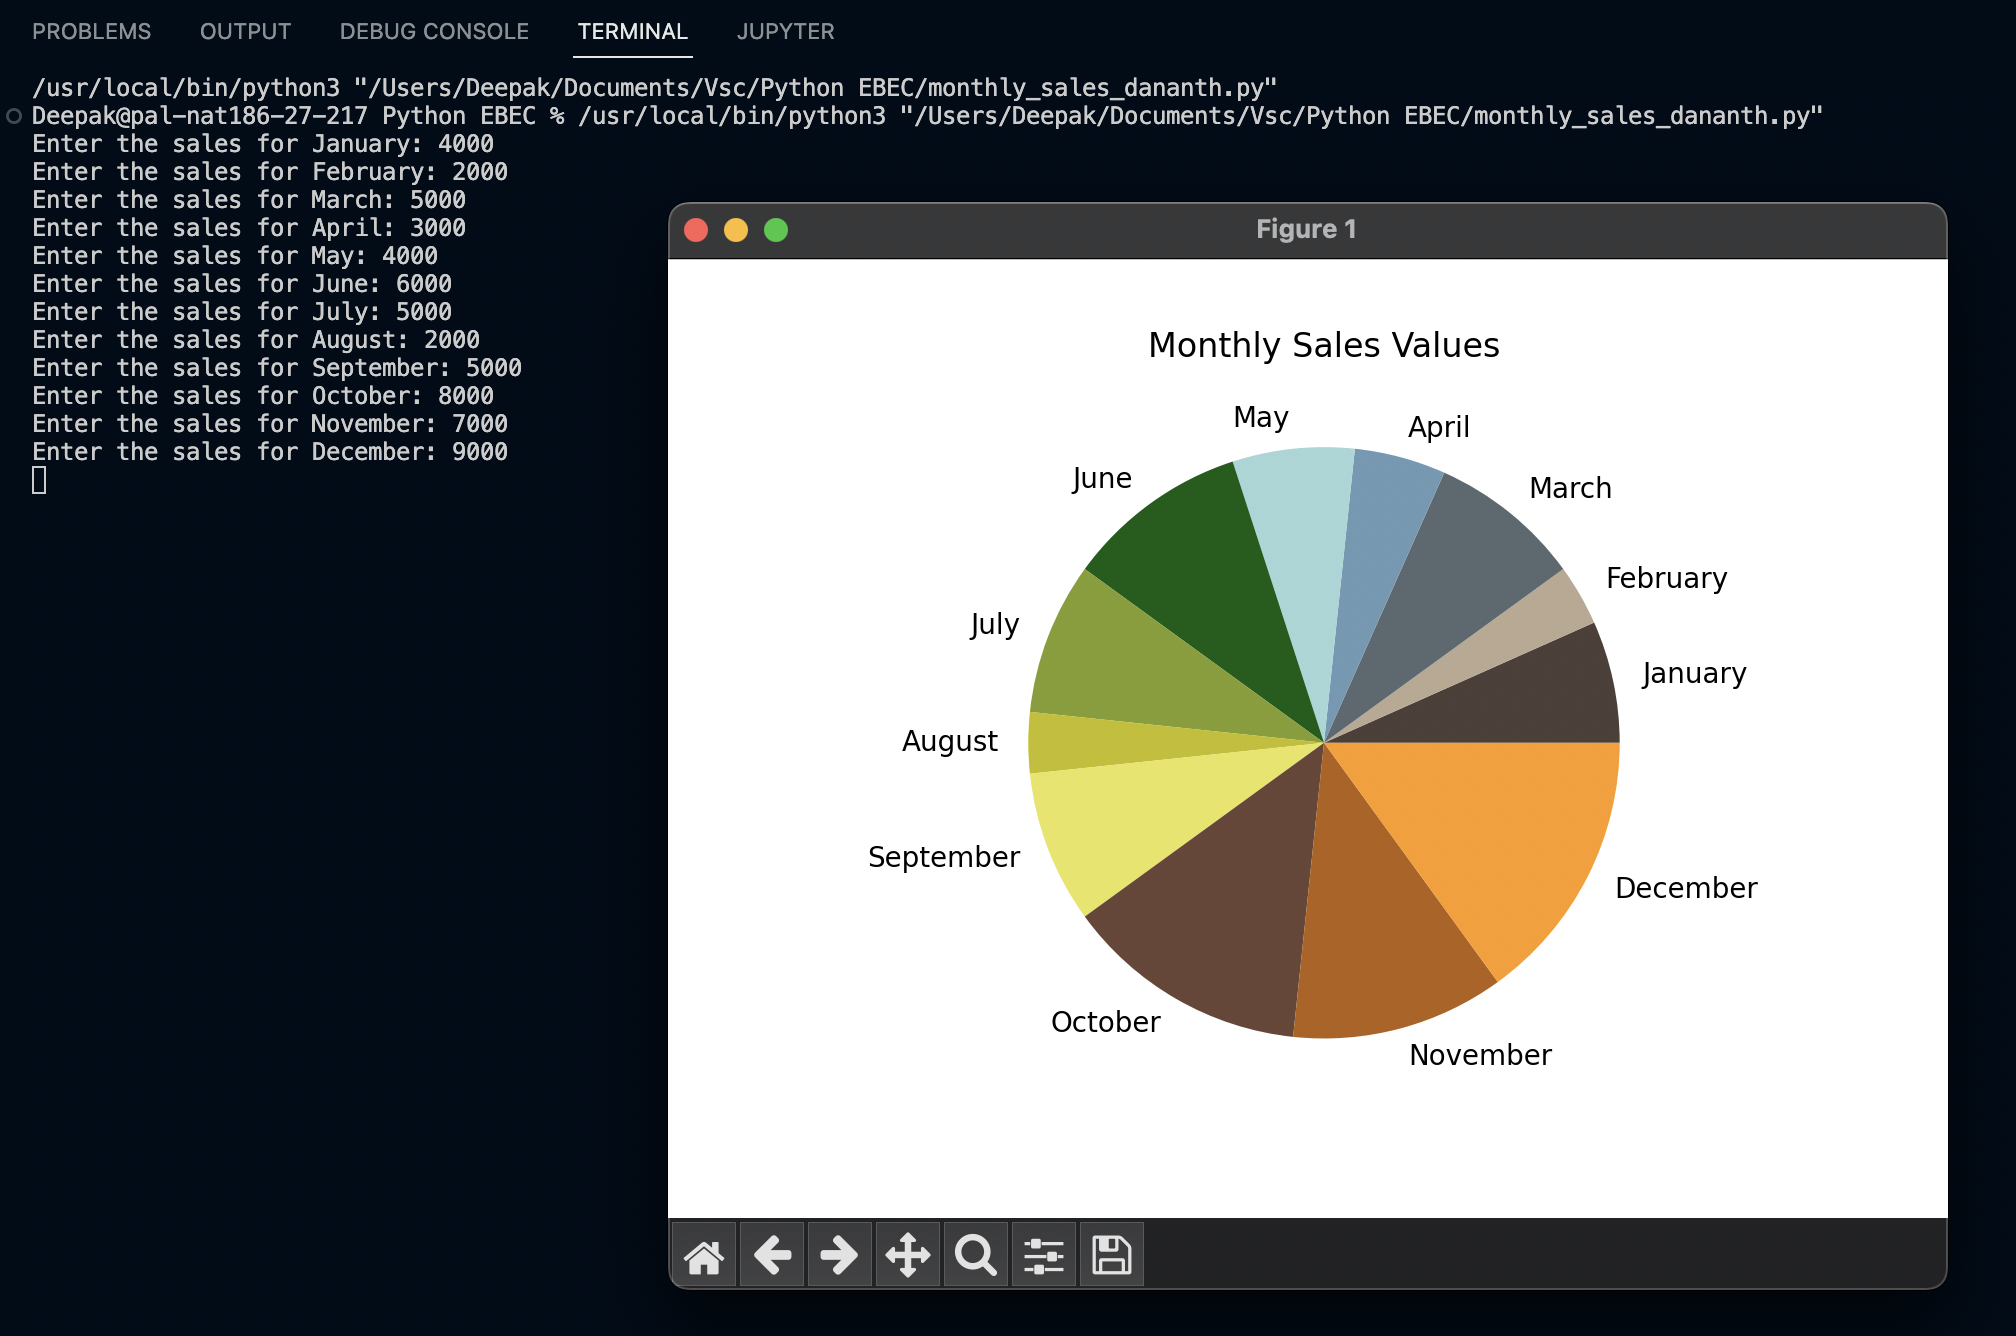 PROBLEMS OUTPUT DEBUG CONSOLE TERMINAL JUPYTER
/usr/local/bin/python3 "/Users/Deepak/Documents/Vsc/Python EBEC/monthly_sales_dananth.py"
Deepak@pal-nat186-27-217 Python EBEC % /usr/local/bin/python3 "/Users/Deepak/Documents/Vsc/Python EBEC/monthly_sales_dananth.py"
Enter the sales for January: 4000
Enter the sales for February: 2000
Enter the sales for March: 5000
Enter the sales for April: 3000
Enter the sales for May: 4000
Enter the sales for June: 6000
Enter the sales for July: 5000
Enter the sales for August: 2000
Enter the sales for September: 5000
Enter the sales for October: 8000
Enter the sales for November: 7000
Enter the sales for December: 9000
Figure 1
Monthly Sales Values
May
April
June
March
February
July
January
August
September
December
October
November